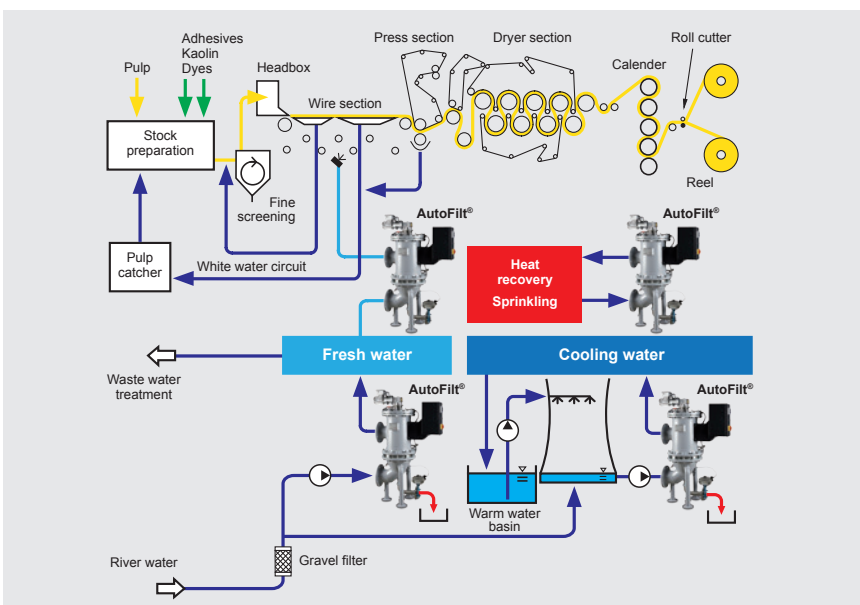 Press section
Dryer section
Roll cutter
Adhesives
Kaolin
Dyes
Pulp
Headbox
Calender
Wire section
Stock
preparation
Reel
Fine
screening
AutoFilt®
AutoFilt®
Pulp
catcher
White water circuit
Heat
recovery
Sprinkling
Fresh water
Cooling water
Waste water
treatment
AutoFilt®
AutoFilt®
Warm water
basin
Gravel filter
River water